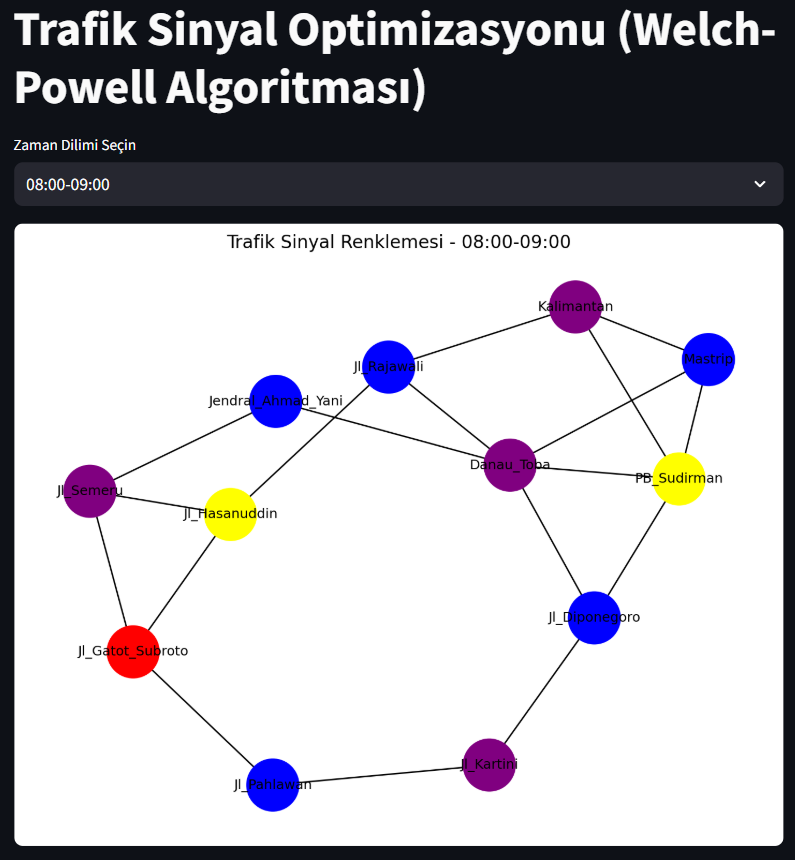 Trafik Sinyal Optimizasyonu (Welch-
Powell Algoritması)
Zaman Dilimi Seçin
08:00-09:00
Trafik Sinyal Renklemesi - 08:00-09:00
Kalimantan
Mastrip
Jl_Rajawali
Jendral_Ahmad_Yani
Danau_Toba
PB_Sudirman
Jl_Semeru
Jl_Hasanuddin
Jl_Diponegoro
Jl_Gatot_Subroto
Jl_Kartini
Jl_Pahlawan